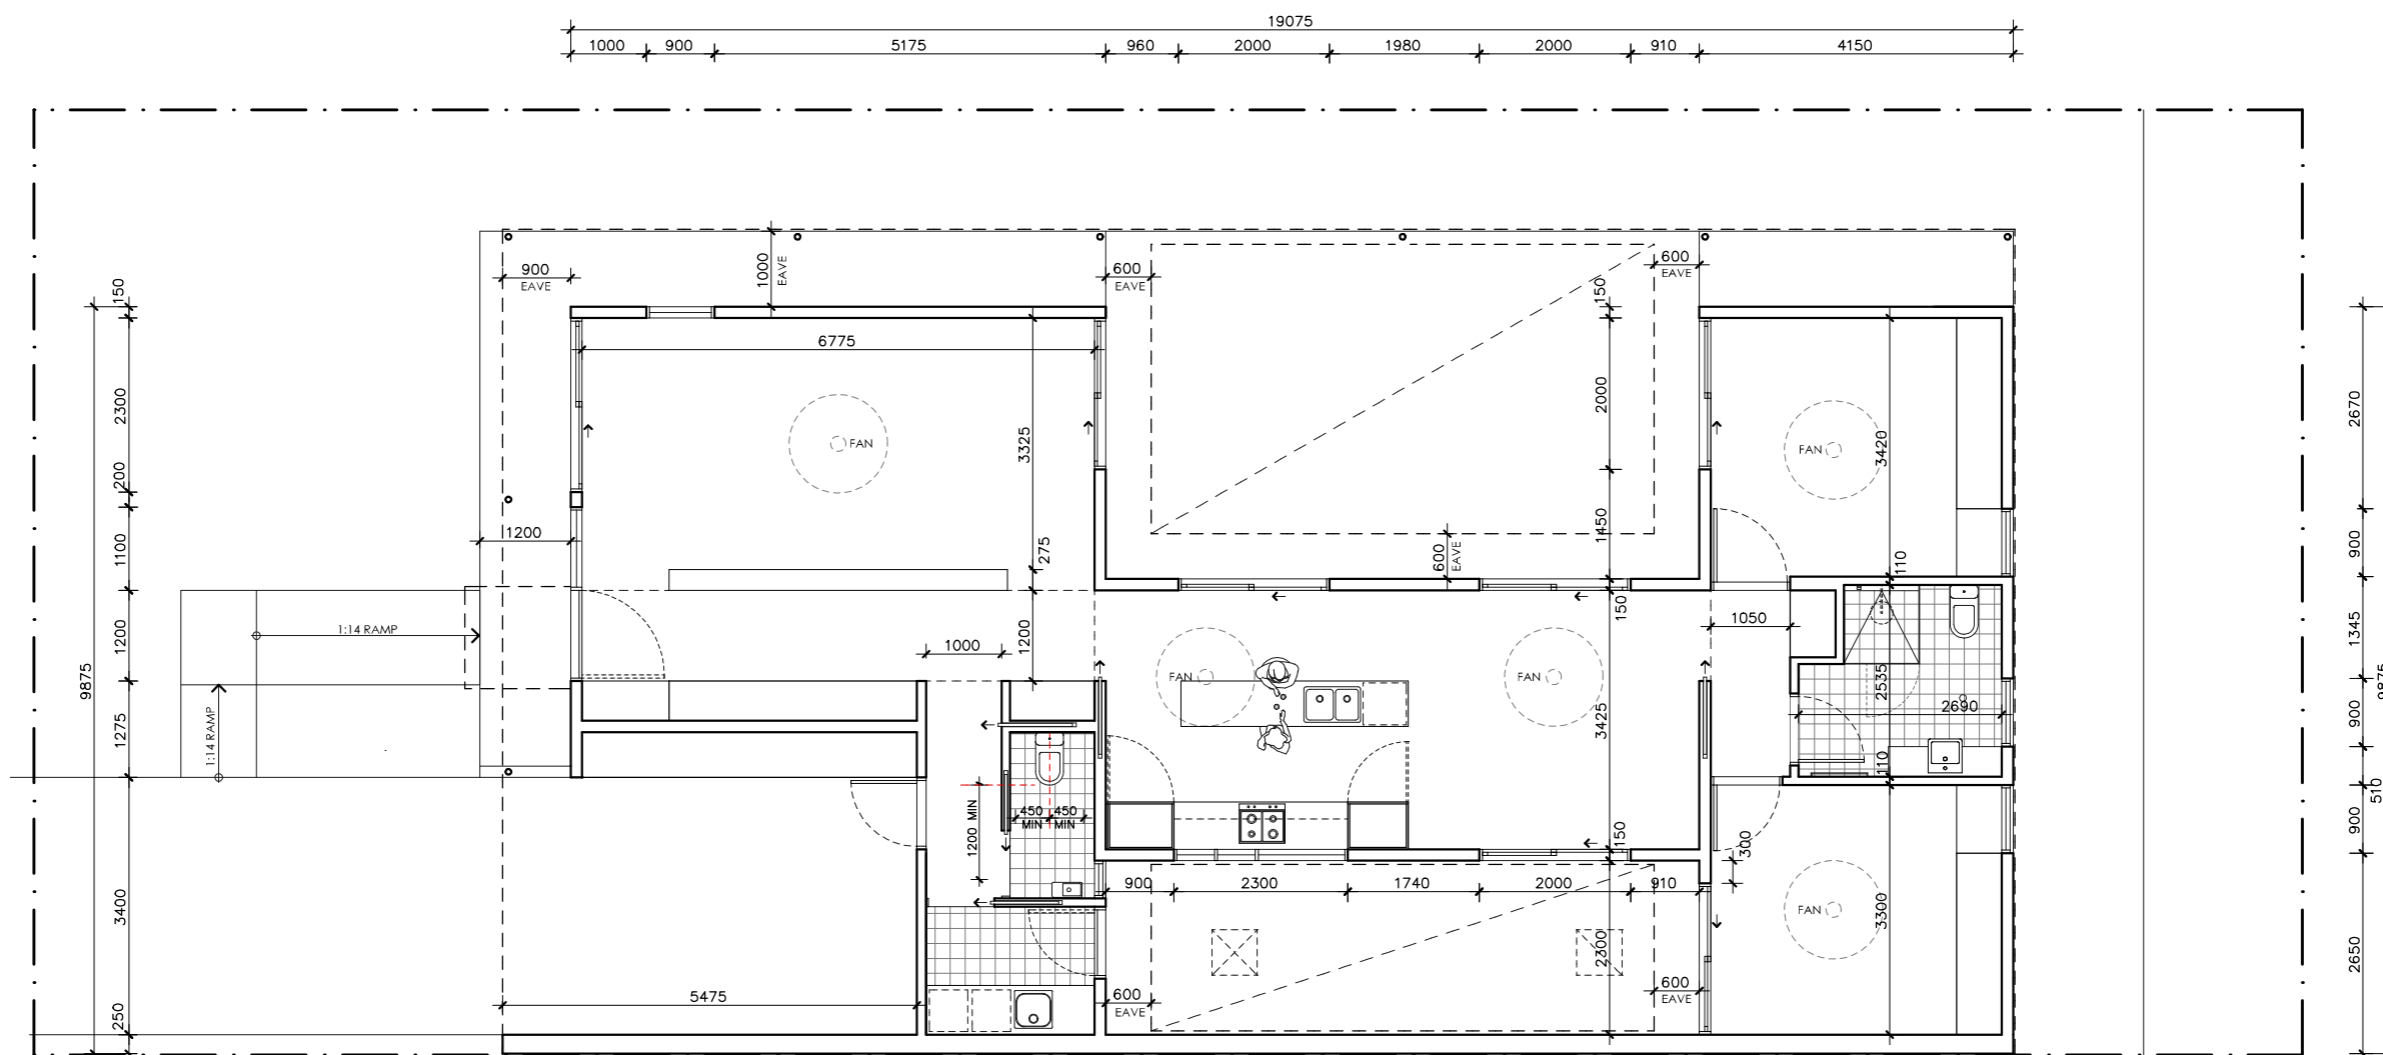 19075
1000 900 5175 960 2000 1980 2000 910 4150
900
EAVE
1000
EAVE
600
EAVE
600
EAVE
150
150
6775
2300
2000
2670
3325
FAN
3420
FAN
200
1200
1100
275
600
EAVE
1450
110
900
1:14 RAMP
1200
1000
1200
150
1050
1345
9875
FAN
FAN
2535
9875
1:14 RAMP
1275
3425
2690
900
110
510
450 450
MIN MIN
1200 MIN
150
300
900
900 2300 1740 2000 910
3400
FAN
3300
2300
2650
5475
600
EAVE
600
EAVE
250